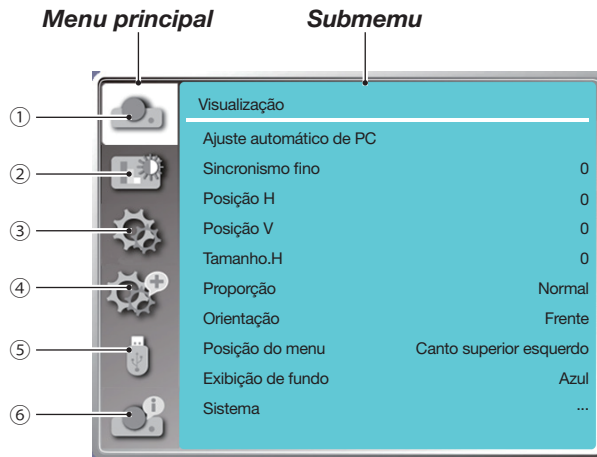 Menu principal Submemu
① Visualização
Ajuste automático de PC
② Sincronismo fino 0
Posição H 0
③ Posição V 0
Tamanho.H 0
④ Proporção Normal
Orientação Frente
⑤ Posição do menu Canto superior esquerdo
Exibição de fundo Azul
⑥ Sistema ...